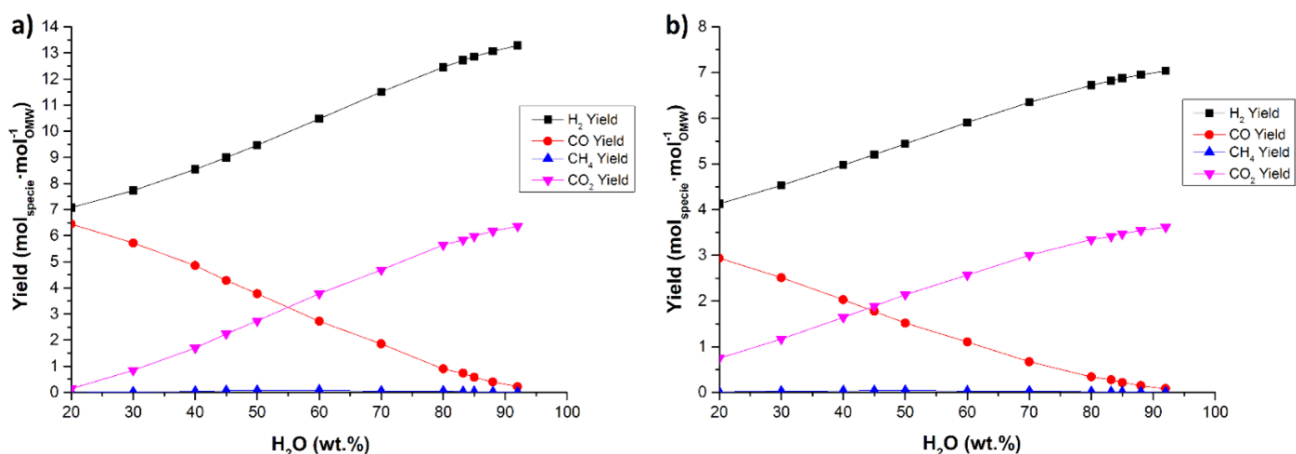 a)
Yield (mol_specie·mol⁻¹_OMW)
14
13
12
11
10
9
8
7
6
5
4
3
2
1
0
20 30 40 50 60 70 80 90 100
H₂O (wt.%)
H₂ Yield
CO Yield
CH₄ Yield
CO₂ Yield
b)
Yield (mol_specie·mol⁻¹_OMW)
8
7
6
5
4
3
2
1
0
20 30 40 50 60 70 80 90 100
H₂O (wt.%)
H₂ Yield
CO Yield
CH₄ Yield
CO₂ Yield